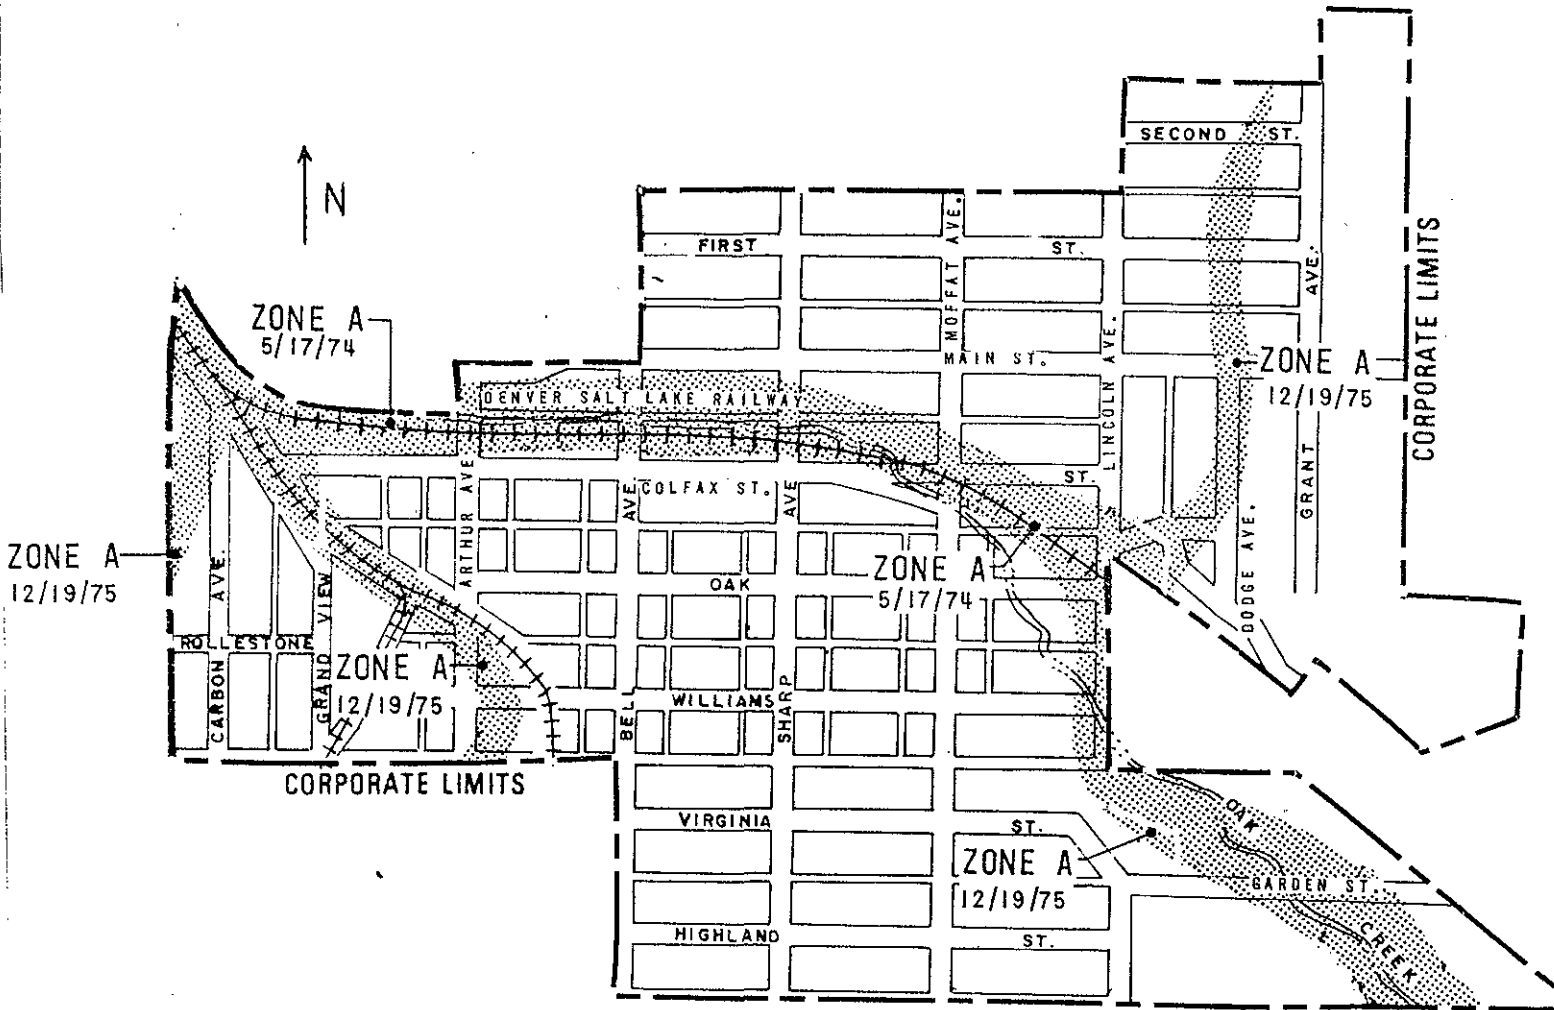 SECOND ST.
N
FIRST ST.
MOFFAT AVE.
AVE.
CORPORATE LIMITS
ZONE A
5/17/74
MAIN ST.
LINCOLN AVE.
ZONE A
12/19/75
DENVER SALT LAKE RAILWAY
GRANT
ARTHUR AVE
AVE
COLFAX ST.
AVE
ST.
ZONE A
12/19/75
CARBON AVE.
GRAND VIEW
OAK
ZONE A
5/17/74
DODGE AVE.
ROLLESTONE
ZONE A
12/19/75
BELL
WILLIAMS
SHARP
CORPORATE LIMITS
VIRGINIA ST.
OAK
ZONE A
12/19/75
GARDEN ST.
CREEK
HIGHLAND ST.